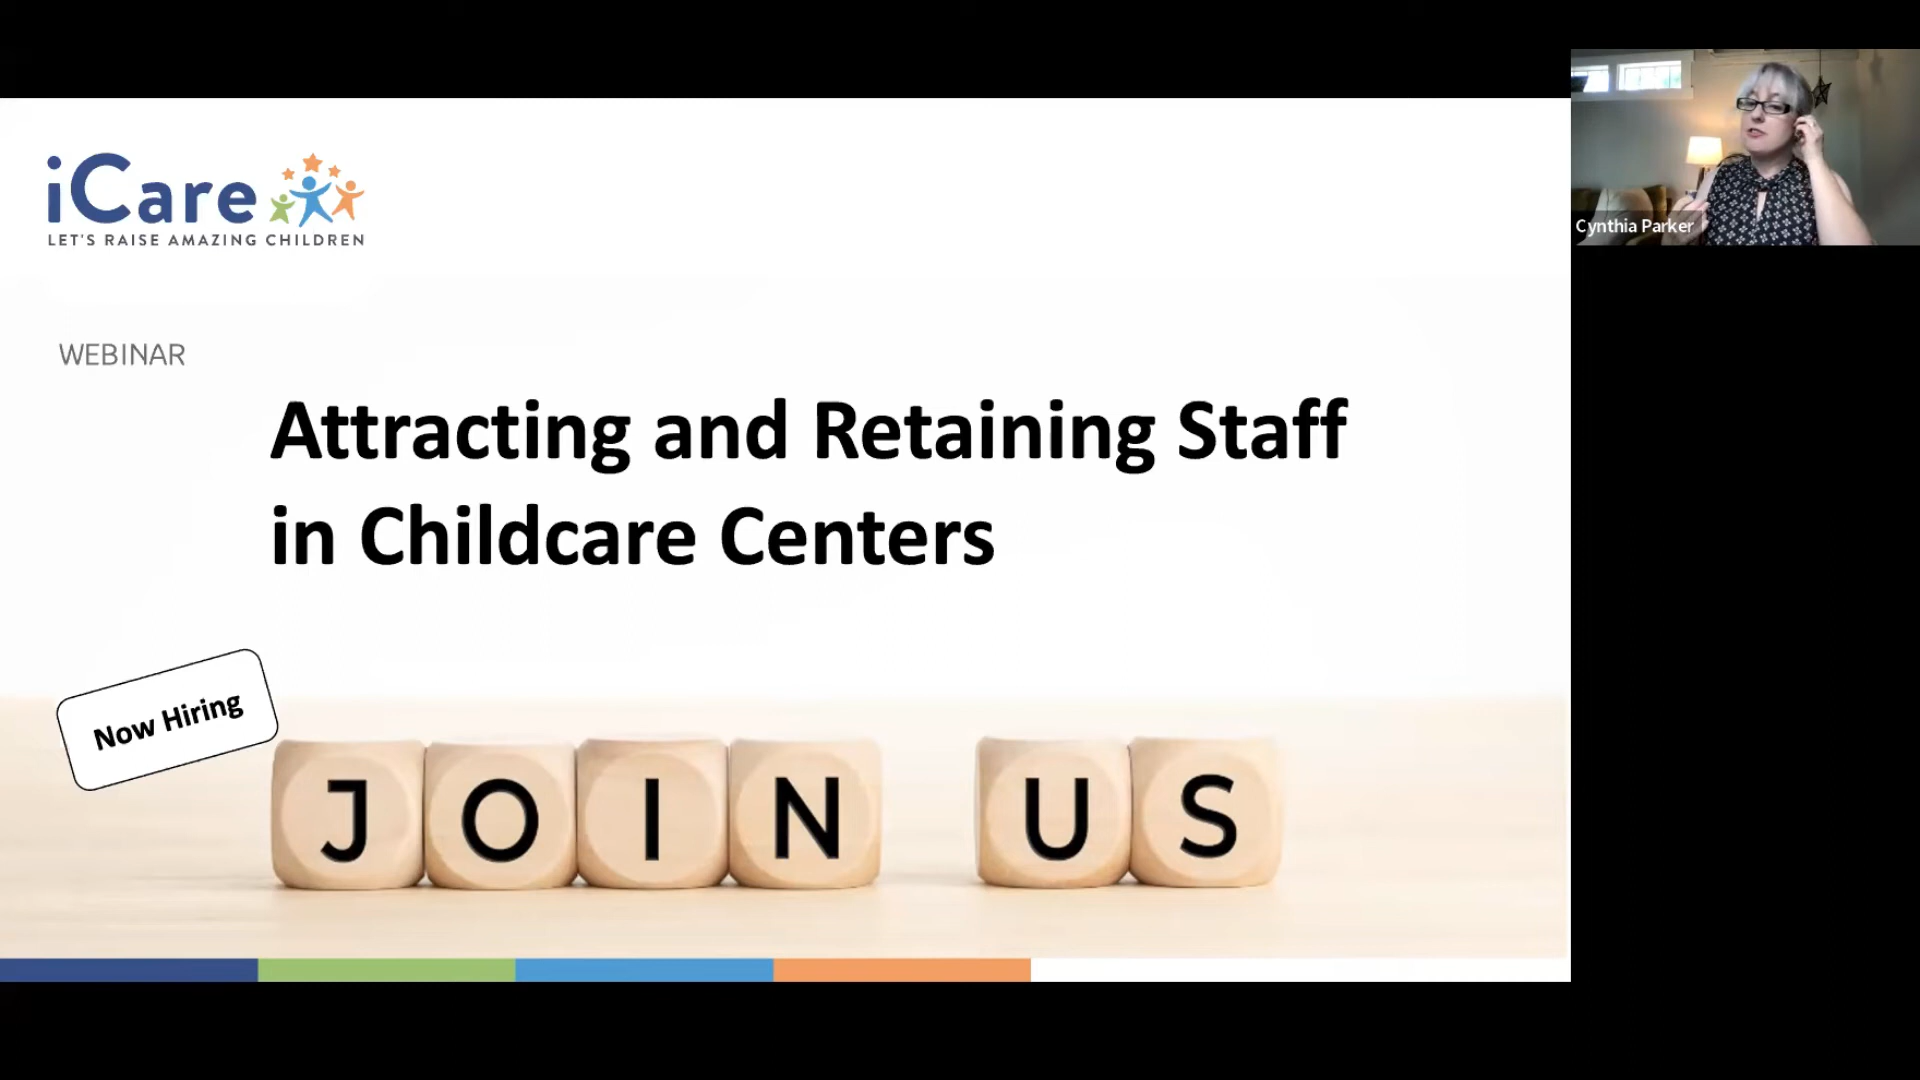 iCare
LET'S RAISE AMAZING CHILDREN
Cynthia Parker
WEBINAR
Attracting and Retaining Staff
in Childcare Centers
Now Hiring
JOIN US